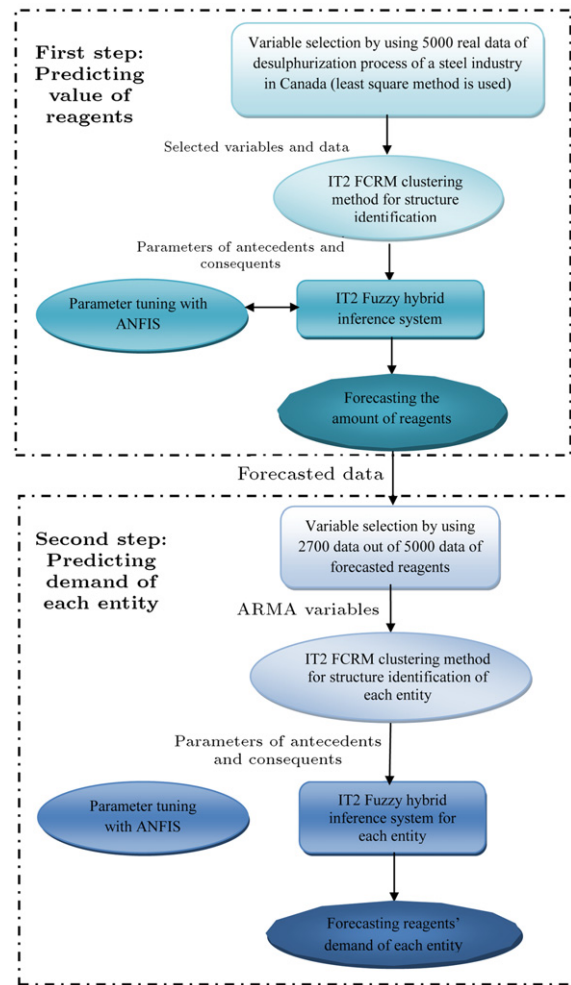 First step:
Predicting
value of
reagents
Variable selection by using 5000 real data of
desulphurization process of a steel industry
in Canada (least square method is used)
Selected variables and data
IT2 FCRM clustering
method for structure
identification
Parameters of antecedents and
consequents
Parameter tuning with
ANFIS
IT2 Fuzzy hybrid
inference system
Forecasting the
amount of reagents
Forecasted data
Second step:
Predicting
demand of
each entity
Variable selection by using
2700 data out of 5000 data of
forecasted reagents
ARMA variables
IT2 FCRM clustering method
for structure identification of
each entity
Parameters of antecedents
and consequents
Parameter tuning
with ANFIS
IT2 Fuzzy hybrid
inference system for
each entity
Forecasting reagents'
demand of each entity